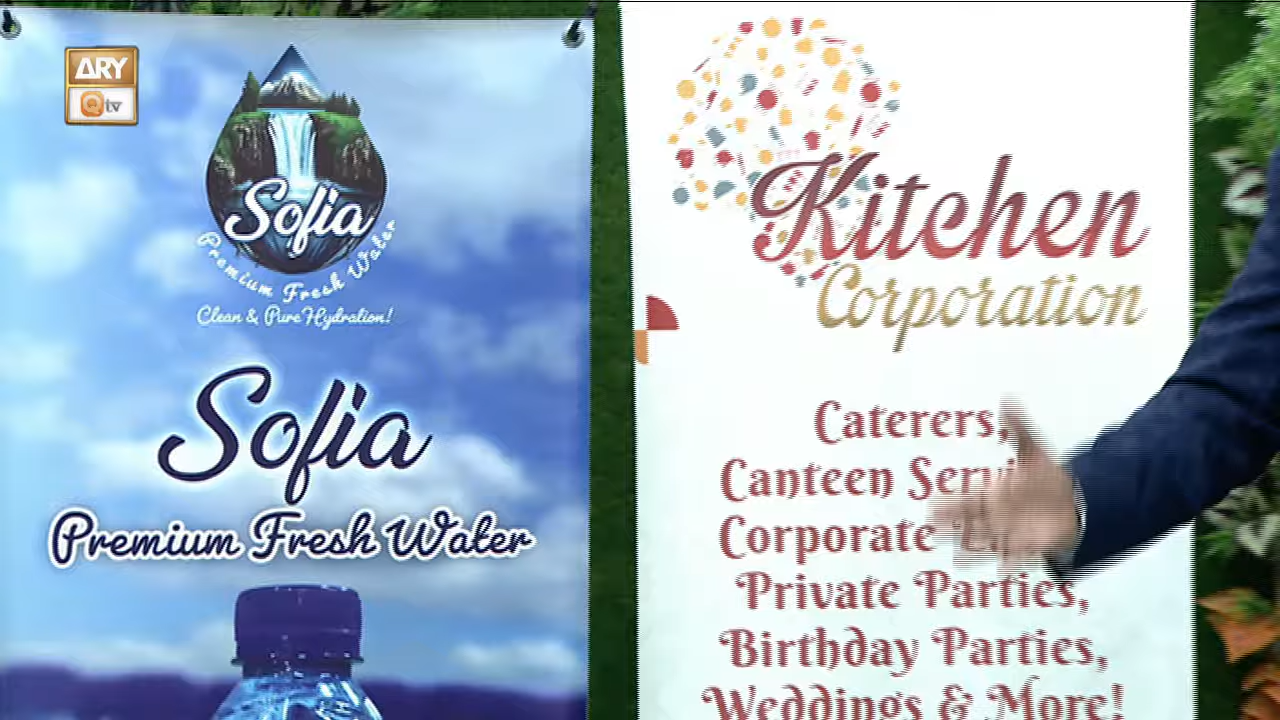 ARY
Qtv
Sofia
Premium Fresh Water
Clean & Pure Hydration!
Sofia
Premium Fresh Water
Kitchen
Corporation
Caterers,
Canteen
Corporate
Private Parties,
Birthday Parties,
Weddings & More!